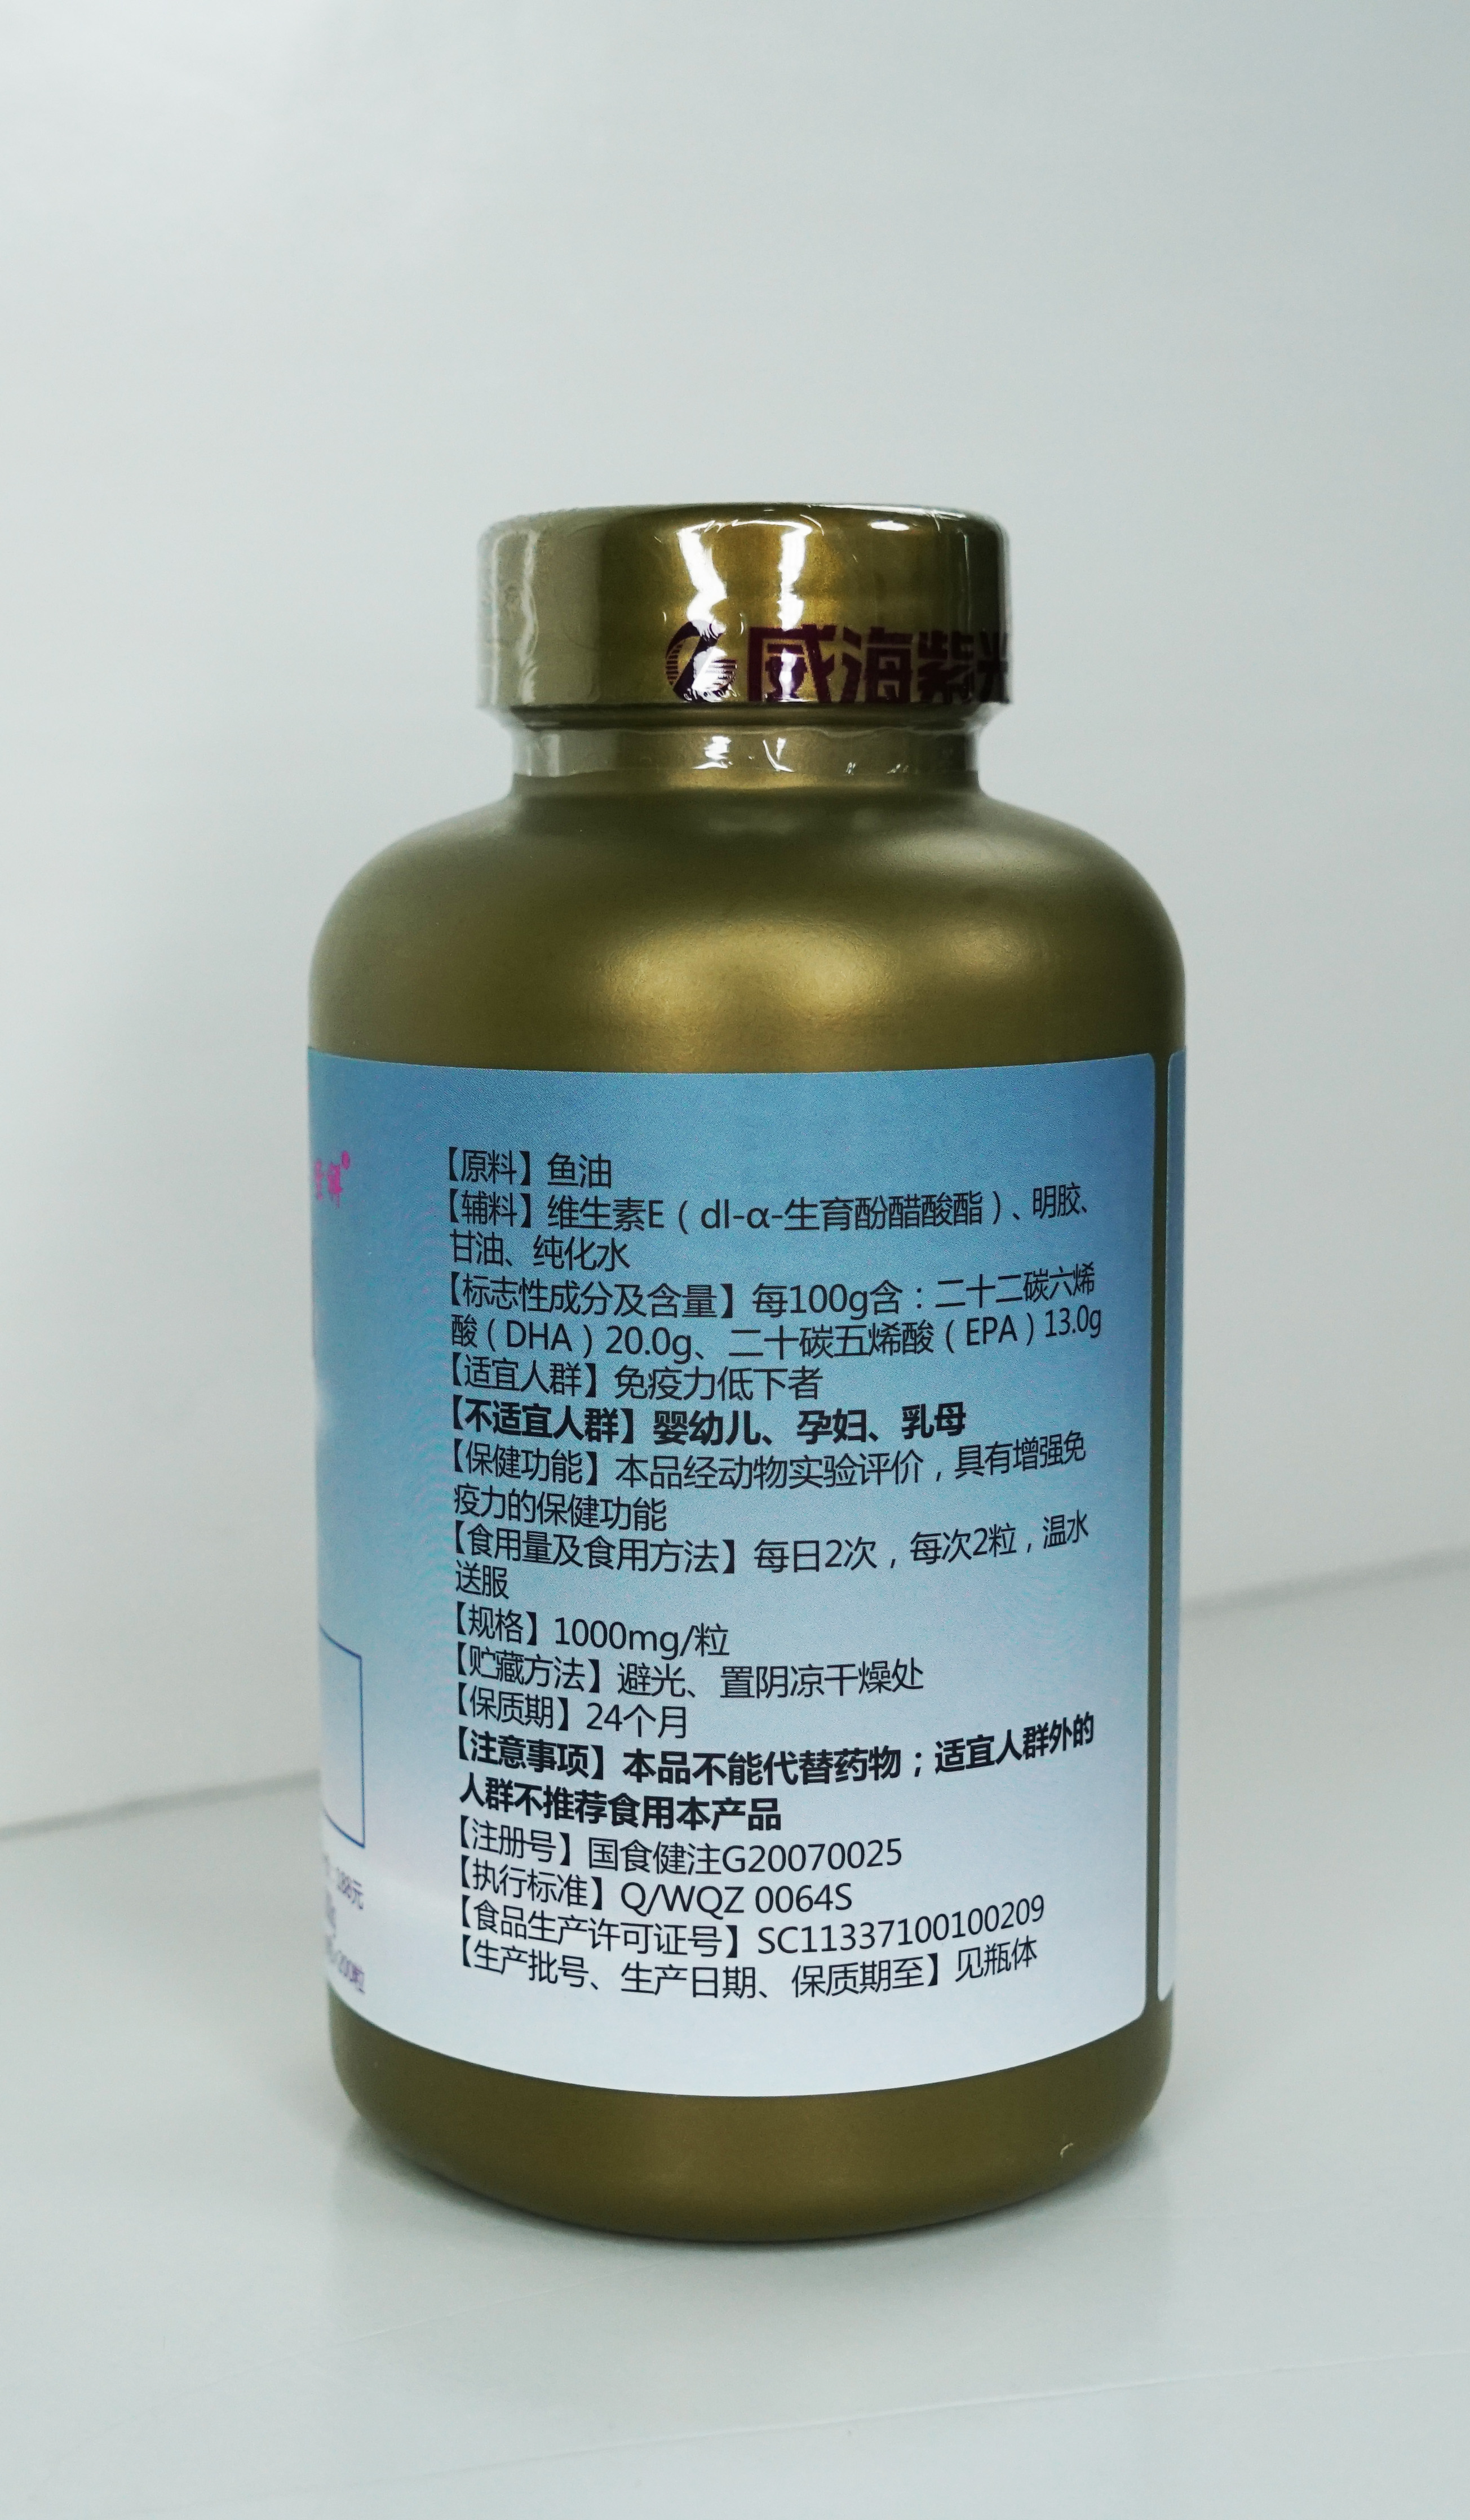 威海紫光
【原料】鱼油
【辅料】维生素E（dl-α-生育酚醋酸酯）、明胶、
甘油、纯化水
【标志性成分及含量】每100g含：二十二碳六烯
酸（DHA）20.0g、二十碳五烯酸（EPA）13.0g
【适宜人群】免疫力低下者
【不适宜人群】婴幼儿、孕妇、乳母
【保健功能】本品经动物实验评价，具有增强免
疫力的保健功能
【食用量及食用方法】每日2次，每次2粒，温水
送服
【规格】1000mg/粒
【贮藏方法】避光、置阴凉干燥处
【保质期】24个月
【注意事项】本品不能代替药物；适宜人群外的
人群不推荐食用本产品
【注册号】国食健注G20070025
【执行标准】Q/WQZ 0064S
【食品生产许可证号】SC11337100100209
【生产批号、生产日期、保质期至】见瓶体